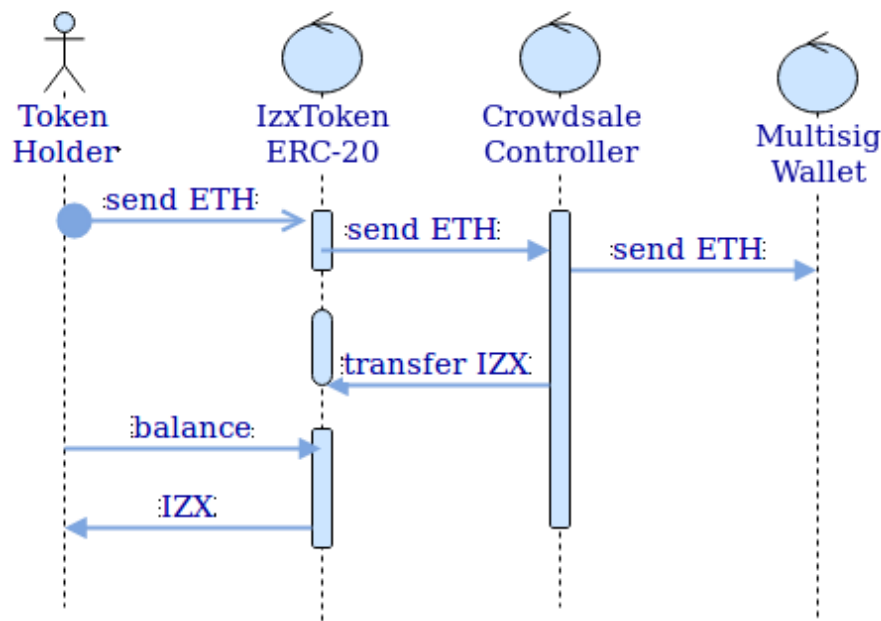 Token
Holder
IzxToken
ERC-20
Crowdsale
Controller
Multisig
Wallet
send ETH
send ETH
send ETH
transfer IZX
balance
IZX